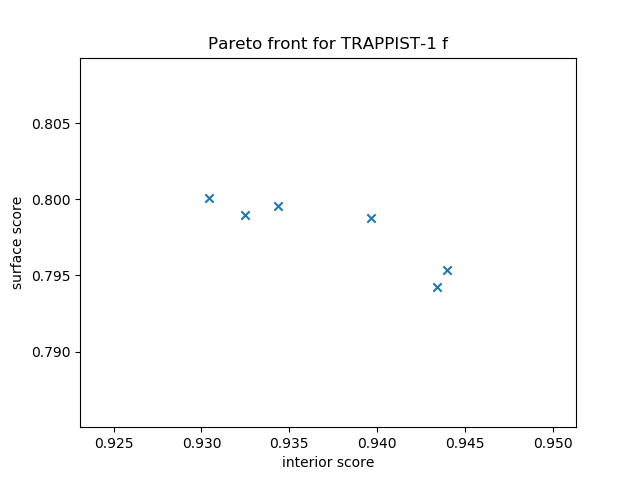 Pareto front for TRAPPIST-1 f
surface score
0.805
0.800
0.795
0.790
0.925 0.930 0.935 0.940 0.945 0.950
interior score